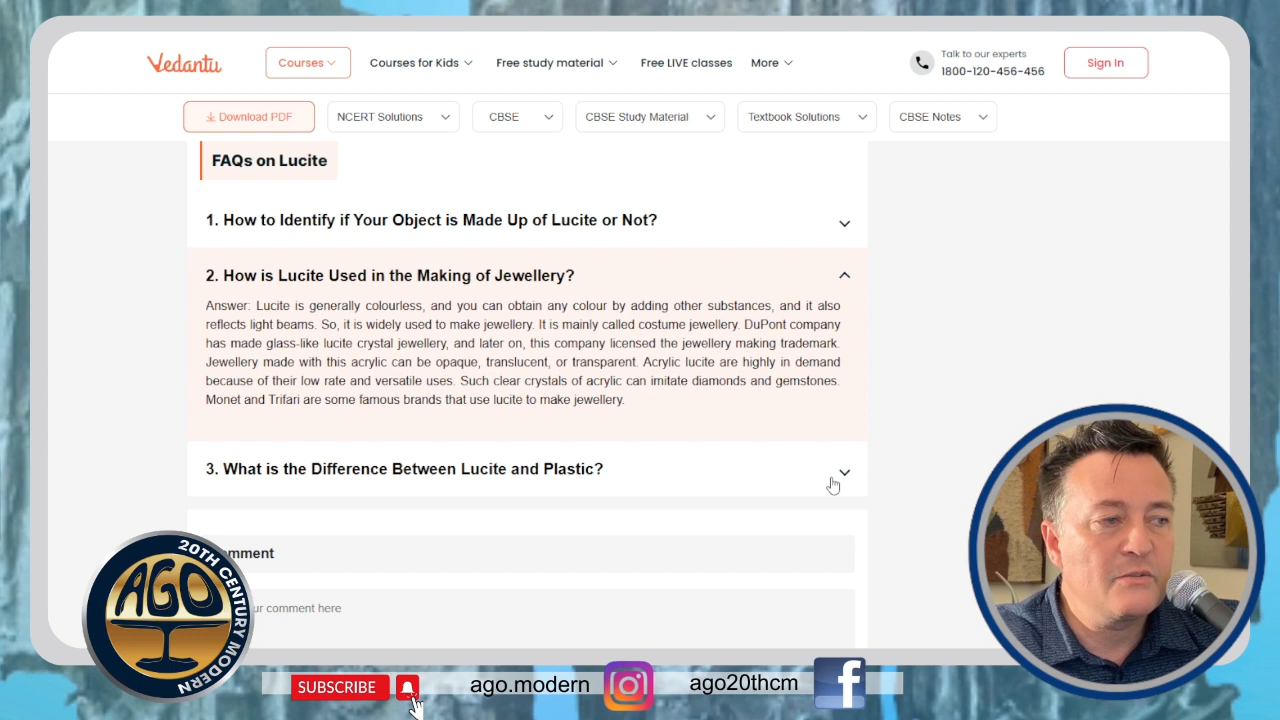 Vedantu
Courses
Courses for Kids
Free study material
Free LIVE classes
More
Talk to our experts
1800-120-456-456
Sign In
Download PDF
NCERT Solutions
CBSE
CBSE Study Material
Textbook Solutions
CBSE Notes
FAQs on Lucite
1. How to Identify if Your Object is Made Up of Lucite or Not?
2. How is Lucite Used in the Making of Jewellery?
Answer: Lucite is generally colourless, and you can obtain any colour by adding other substances, and it also
reflects light beams. So, it is widely used to make jewellery. It is mainly called costume jewellery. DuPont company
has made glass-like lucite crystal jewellery, and later on, this company licensed the jewellery making trademark.
Jewellery made with this acrylic can be opaque, translucent, or transparent. Acrylic lucite are highly in demand
because of their low rate and versatile uses. Such clear crystals of acrylic can imitate diamonds and gemstones.
Monet and Trifari are some famous brands that use lucite to make jewellery.
3. What is the Difference Between Lucite and Plastic?
omment
ur comment here
AGO
20TH CENTURY MODERN
SUBSCRIBE
ago.modern
ago20thcm
f